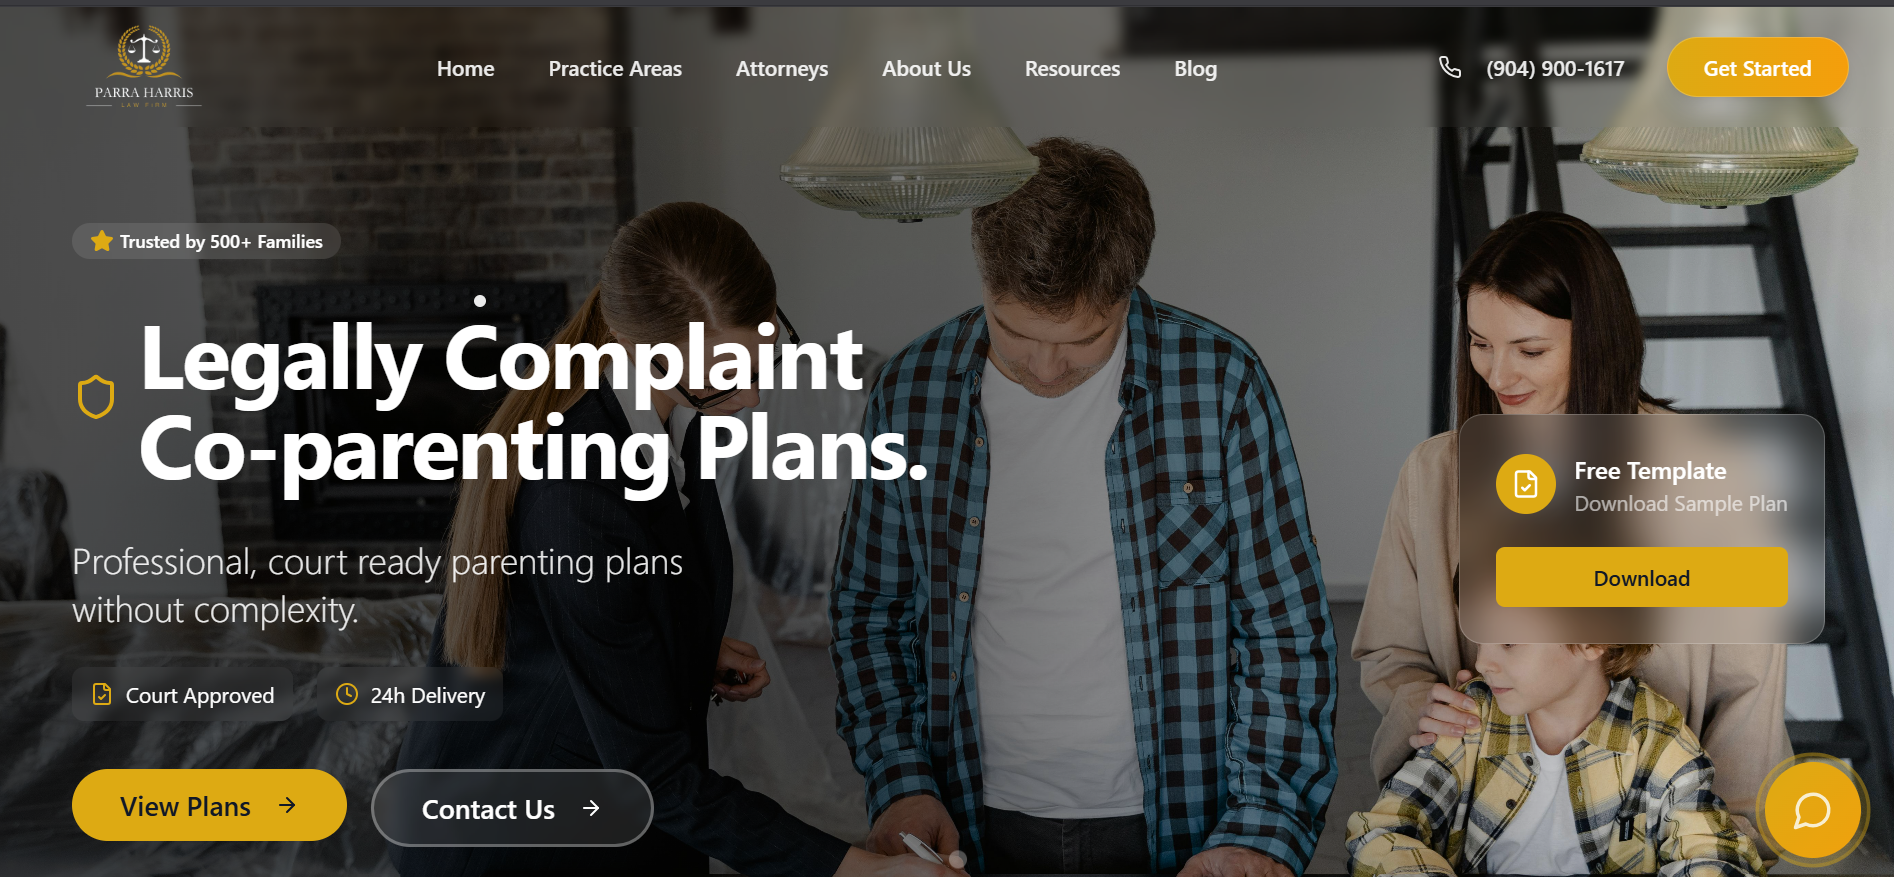 PARRA HARRIS
LAW FIRM
Home
Practice Areas
Attorneys
About Us
Resources
Blog
(904) 900-1617
Get Started
Trusted by 500+ Families
Legally Complaint
Co-parenting Plans.
Professional, court ready parenting plans
without complexity.
Court Approved
24h Delivery
View Plans
Contact Us
Free Template
Download Sample Plan
Download